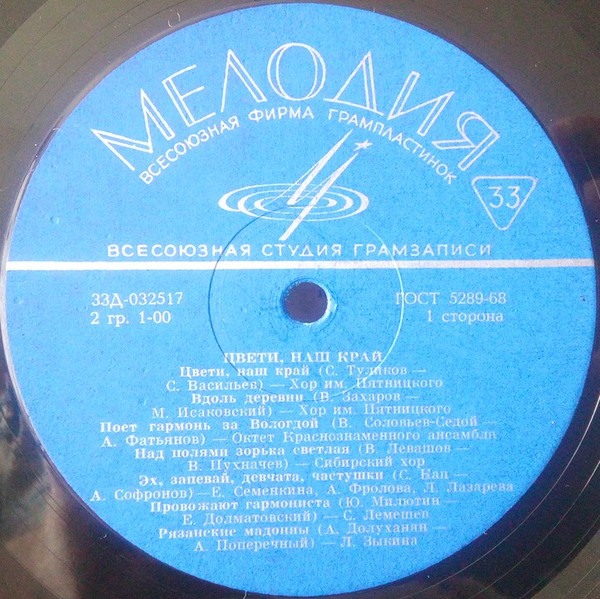 МЕЛОДИЯ
ВСЕСОЮЗНАЯ ФИРМА ГРАМПЛАСТИНОК
33
ВСЕСОЮЗНАЯ СТУДИЯ ГРАМЗАПИСИ
33Д-032517 ГОСТ 5289-68
2 гр. 1-00 1 сторона
ЦВЕТИ, НАШ КРАЙ
Цвети, наш край (С. Туликов —
С. Васильев) — Хор им. Пятницкого
Вдоль деревни (В. Захаров —
М. Исаковский) — Хор им. Пятницкого
Поет гармонь за Вологдой (В. Соловьев-Седой —
А. Фатьянов) — Октет Краснознаменного ансамбля
Над полями зорька светлая (В. Левашов —
В. Пухначев) — Сибирский хор
Эх, запевай, девчата, частушки (С. Кац —
А. Софронов) — Е. Семенкина, А. Фролова, Л. Лазарева
Провожают гармониста (Ю. Милютин —
Е. Долматовский) — С. Лемешев
Рязанские мадонны (А. Долуханян —
А. Поперечный) — Л. Зыкина